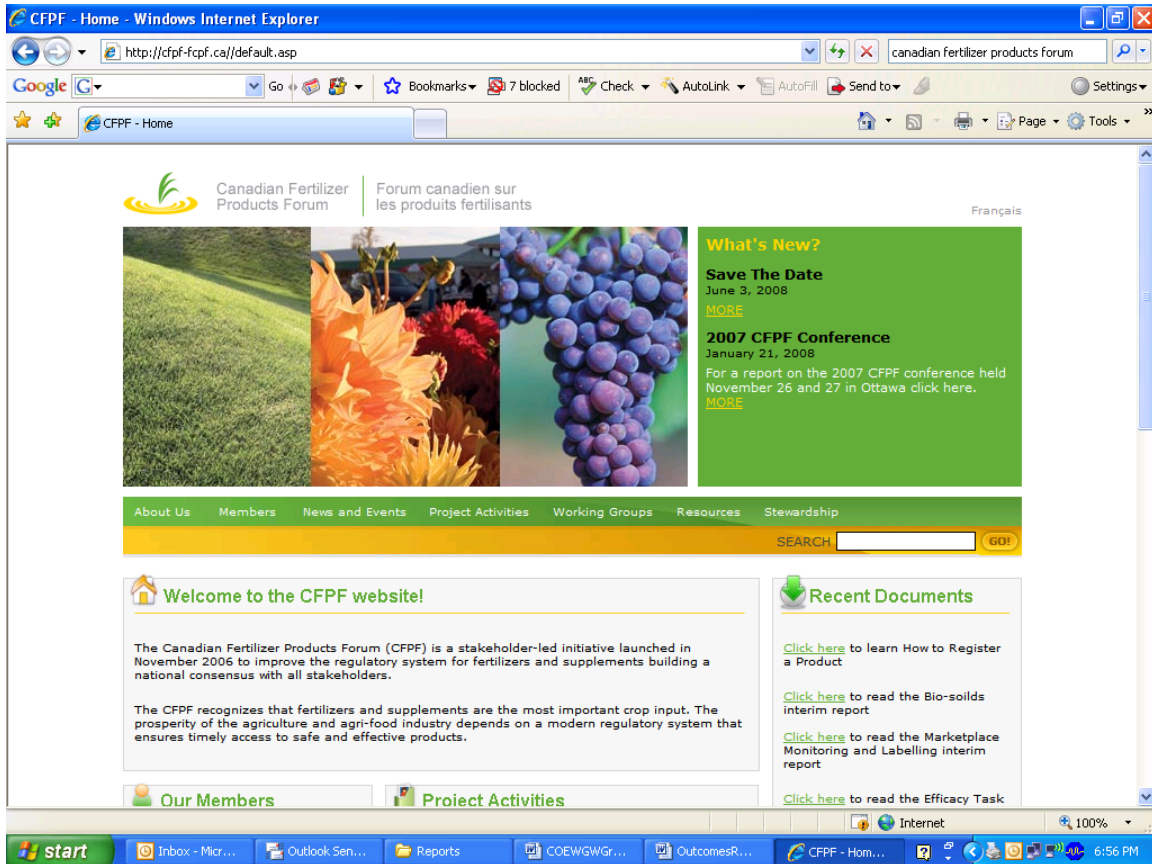 CFPF - Home - Windows Internet Explorer
http://cfpf-fcpf.ca//default.asp
canadian fertilizer products forum
Google G Go 7 blocked Bookmarks ABC Check AutoLink AutoFill Send to Settings
CFPF - Home
Page Tools
Canadian Fertilizer
Products Forum
Forum canadien sur
les produits fertilisants
Français
What's New?
Save The Date
June 3, 2008
MORE
2007 CFPF Conference
January 21, 2008
For a report on the 2007 CFPF conference held
November 26 and 27 in Ottawa click here.
MORE
About Us Members News and Events Project Activities Working Groups Resources Stewardship
SEARCH GO!
Welcome to the CFPF website!
The Canadian Fertilizer Products Forum (CFPF) is a stakeholder-led initiative launched in
November 2006 to improve the regulatory system for fertilizers and supplements building a
national consensus with all stakeholders.
The CFPF recognizes that fertilizers and supplements are the most important crop input. The
prosperity of the agriculture and agri-food industry depends on a modern regulatory system that
ensures timely access to safe and effective products.
Recent Documents
Click here to learn How to Register
a Product
Click here to read the Bio-soilds
interim report
Click here to read the Marketplace
Monitoring and Labelling interim
report
Click here to read the Efficacy Task
Our Members
Project Activities
Internet 100%
start Inbox - Micr... Outlook Sen... Reports COEWGWGr... OutcomesR... CFPF - Hom... 6:56 PM